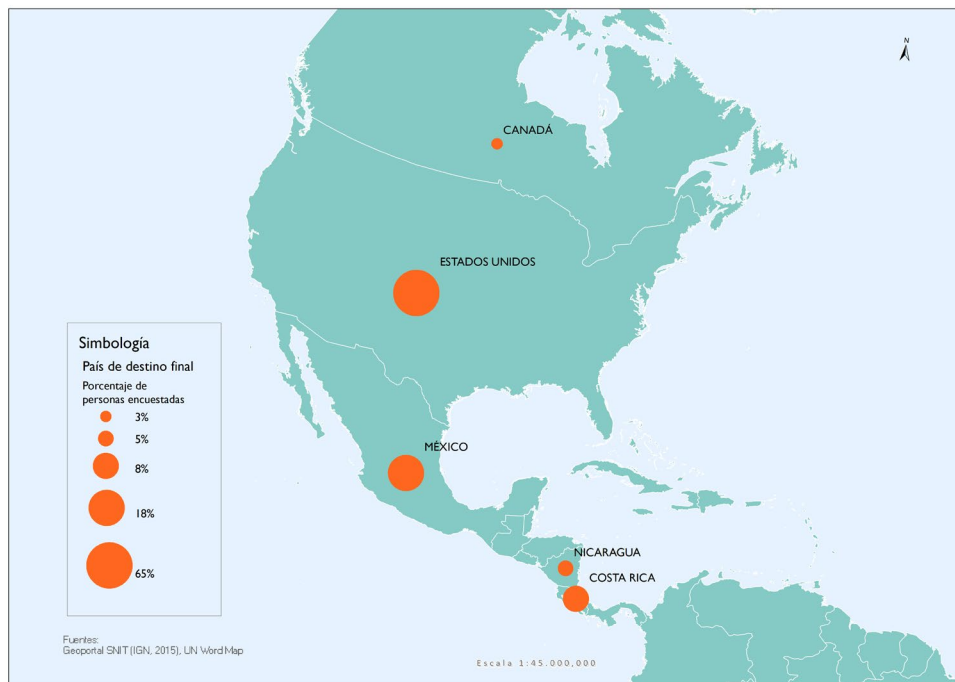 N
CANADÁ
ESTADOS UNIDOS
MÉXICO
NICARAGUA
COSTA RICA
Simbología
País de destino final
Porcentaje de
personas encuestadas
3%
5%
8%
18%
65%
Fuentes:
Geoportal SNIT (IGN, 2015), UN Word Map
Escala 1:45.000,000